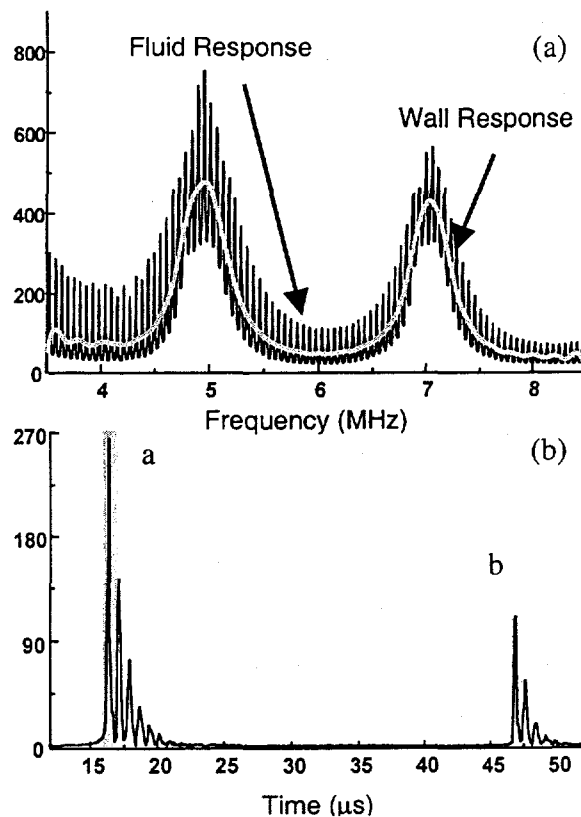 (a)
Fluid Response
Wall Response
800
600
400
200
0
4 5 6 7 8
Frequency (MHz)
(b)
270
180
90
0
a
b
15 20 25 30 35 40 45 50
Time (µs)